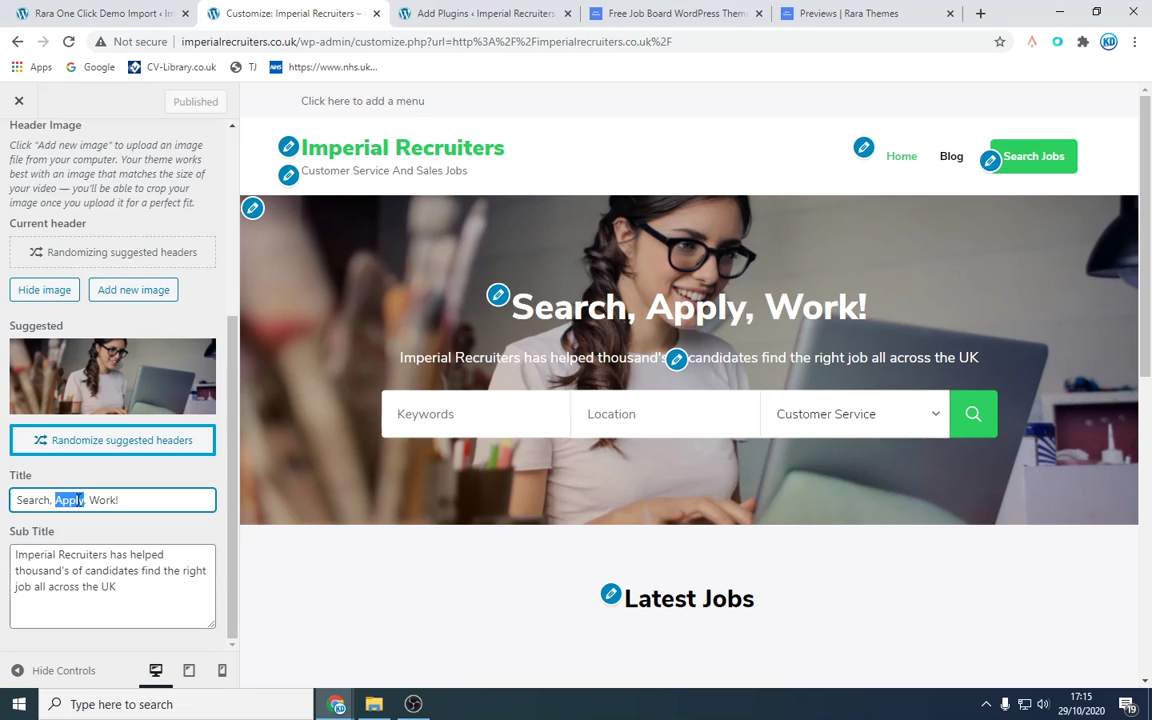 Rara One Click Demo Import ‹ Im
Customize: Imperial Recruiters –
Add Plugins ‹ Imperial Recruiters
Free Job Board WordPress Them
Previews | Rara Themes
Not secure
imperialrecruiters.co.uk/wp-admin/customize.php?url=http%3A%2F%2Fimperialrecruiters.co.uk%2F
KD
Apps
Google
CV-Library.co.uk
TJ
NHS
https://www.nhs.uk...
Published
Header Image
Click "Add new image" to upload an image
file from your computer. Your theme works
best with an image that matches the size of
your video — you'll be able to crop your
image once you upload it for a perfect fit.
Current header
Randomizing suggested headers
Hide image
Add new image
Suggested
Randomize suggested headers
Title
Search, Apply, Work!
Sub Title
Imperial Recruiters has helped
thousand's of candidates find the right
job all across the UK
Hide Controls
Click here to add a menu
Imperial Recruiters
Customer Service And Sales Jobs
Home
Blog
Search Jobs
Search, Apply, Work!
Imperial Recruiters has helped thousand's candidates find the right job all across the UK
Keywords
Location
Customer Service
Latest Jobs
Type here to search
17:15
29/10/2020
19